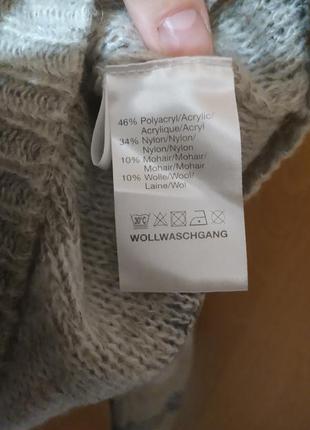 46% Polyacryl/Acrylic/
Acrylique/Acryl
34% Nylon/Nylon/
Nylon/Nylon
10% Mohair/Mohair/
Mohair/Mohair
10% Wolle/Wool/
Laine/Wol
30°C
WOLLWASCHGANG